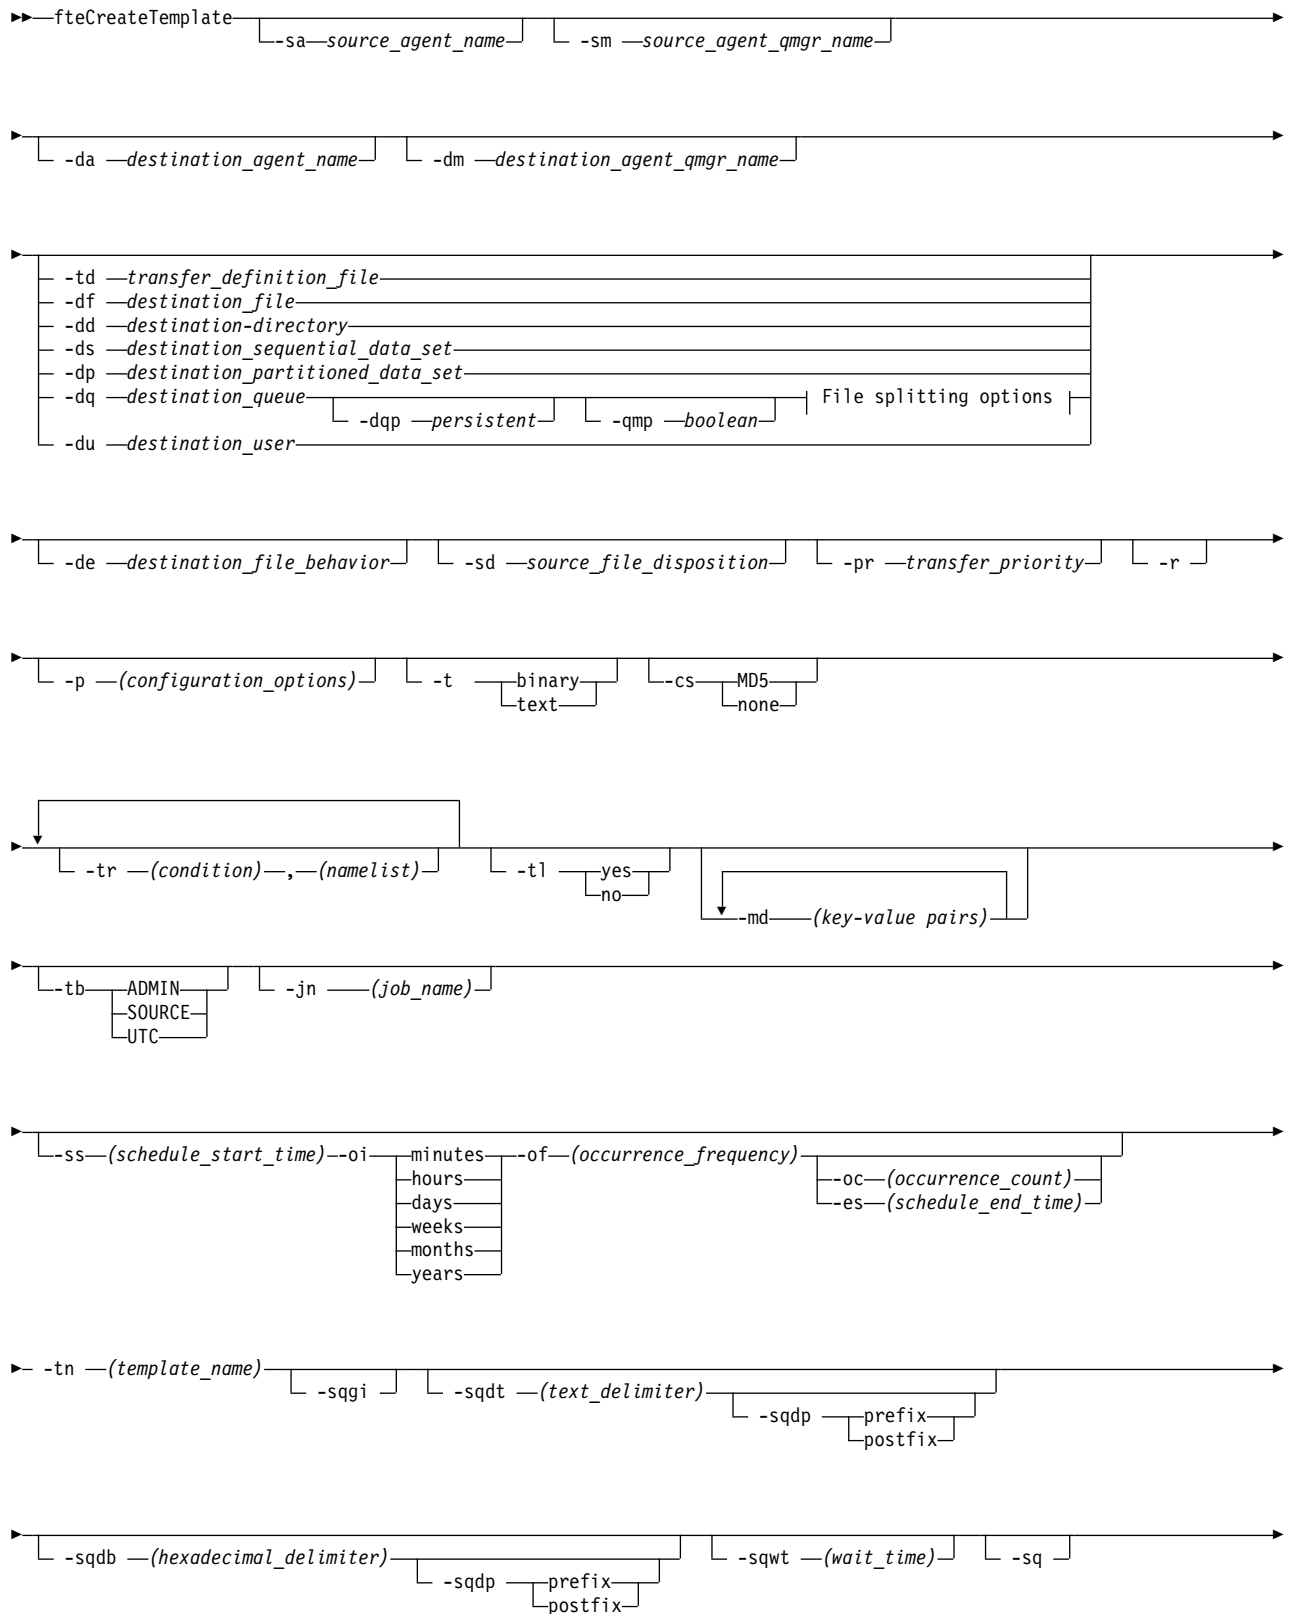 fteCreateTemplate
-sa source_agent_name -sm source_agent_qmgr_name
-da destination_agent_name -dm destination_agent_qmgr_name
-td transfer_definition_file
-df destination_file
-dd destination-directory
-ds destination_sequential_data_set
-dp destination_partitioned_data_set
-dq destination_queue File splitting options
-dqp persistent -qmp boolean
-du destination_user
-de destination_file_behavior -sd source_file_disposition -pr transfer_priority -r
-p (configuration_options) -t binary -cs MD5
text none
-tr (condition) , (namelist) -tl yes
no
-md (key-value pairs)
-tb ADMIN -jn (job_name)
SOURCE
UTC
-ss (schedule_start_time) -oi minutes -of (occurrence_frequency)
hours -oc (occurrence_count)
days -es (schedule_end_time)
weeks
months
years
-tn (template_name)
-sqgi -sqdt (text_delimiter)
-sqdp prefix
postfix
-sqdb (hexadecimal_delimiter) -sqwt (wait_time) -sq
-sqdp prefix
postfix